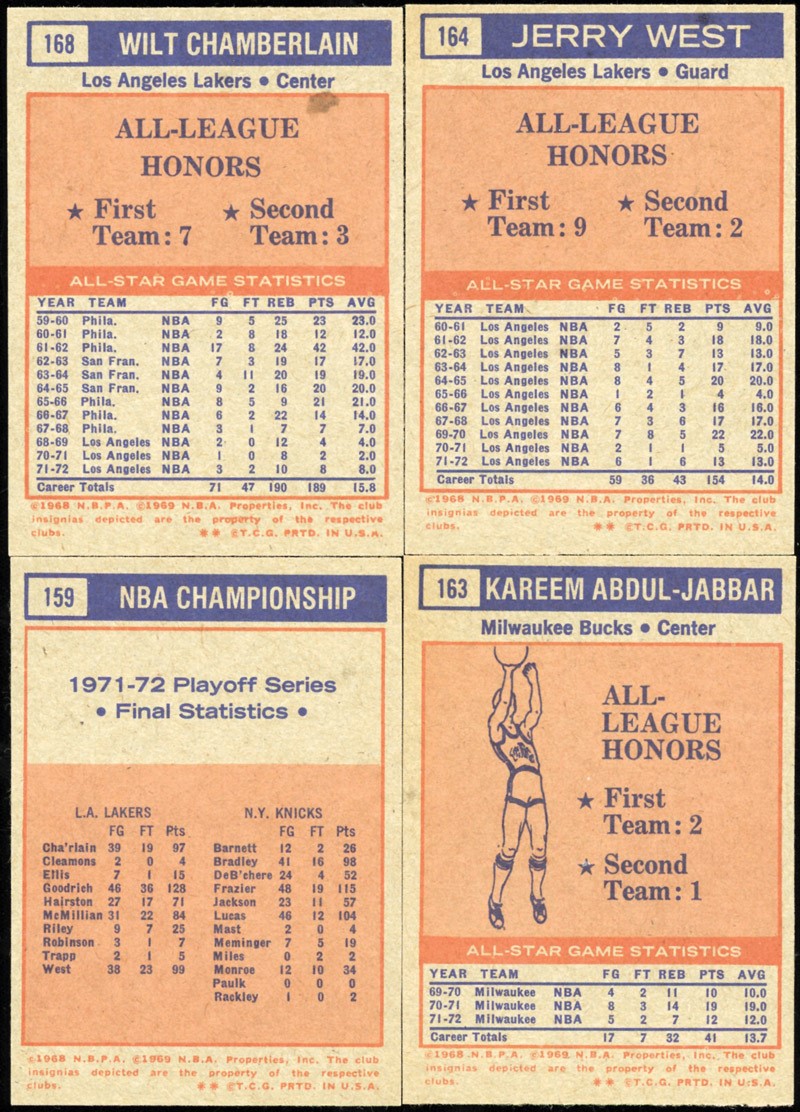 168 WILT CHAMBERLAIN
Los Angeles Lakers • Center
ALL-LEAGUE
HONORS
★ First ★ Second
Team: 7 Team: 3
ALL-STAR GAME STATISTICS
YEAR TEAM FG FT REB PTS AVG
59-60 Phila. NBA 9 5 25 23 23.0
60-61 Phila. NBA 2 8 18 12 12.0
61-62 Phila. NBA 17 8 24 42 42.0
62-63 San Fran. NBA 7 3 19 17 17.0
63-64 San Fran. NBA 4 11 20 19 19.0
64-65 San Fran. NBA 9 2 16 20 20.0
65-66 Phila. NBA 8 5 9 21 21.0
66-67 Phila. NBA 6 2 22 14 14.0
67-68 Phila. NBA 3 1 7 7 7.0
68-69 Los Angeles NBA 2 0 12 4 4.0
70-71 Los Angeles NBA 1 0 8 2 2.0
71-72 Los Angeles NBA 3 2 10 8 8.0
Career Totals 71 47 190 189 15.8
©1968 N.B.P.A. ©1969 N.B.A. Properties, Inc. The club
insignias depicted are the property of the respective
clubs. ** ©T.C.G. PRTD. IN U.S.A.
164 JERRY WEST
Los Angeles Lakers • Guard
ALL-LEAGUE
HONORS
★ First ★ Second
Team: 9 Team: 2
ALL-STAR GAME STATISTICS
YEAR TEAM FG FT REB PTS AVG
60-61 Los Angeles NBA 2 5 2 9 9.0
61-62 Los Angeles NBA 7 4 3 18 18.0
62-63 Los Angeles NBA 5 3 7 13 13.0
63-64 Los Angeles NBA 8 1 4 17 17.0
64-65 Los Angeles NBA 8 4 5 20 20.0
65-66 Los Angeles NBA 1 2 1 4 4.0
66-67 Los Angeles NBA 6 4 3 16 16.0
67-68 Los Angeles NBA 7 3 6 17 17.0
69-70 Los Angeles NBA 7 8 5 22 22.0
70-71 Los Angeles NBA 2 1 1 5 5.0
71-72 Los Angeles NBA 6 1 6 13 13.0
Career Totals 59 36 43 154 14.0
©1968 N.B.P.A. ©1969 N.B.A. Properties, Inc. The club
insignias depicted are the property of the respective
clubs. ** ©T.C.G. PRTD. IN U.S.A.
159 NBA CHAMPIONSHIP
1971-72 Playoff Series
• Final Statistics •
L.A. LAKERS
FG FT Pts
Cha'rlain 39 19 97
Cleamons 2 0 4
Ellis 7 1 15
Goodrich 46 36 128
Hairston 27 17 71
McMillian 31 22 84
Riley 9 7 25
Robinson 3 1 7
Trapp 2 1 5
West 38 23 99
N.Y. KNICKS
FG FT Pts
Barnett 12 2 26
Bradley 41 16 98
DeB'chere 24 4 52
Frazier 48 19 115
Jackson 23 11 57
Lucas 46 12 104
Mast 2 0 4
Meminger 7 5 19
Miles 0 2 2
Monroe 12 10 34
Paulk 0 0 0
Rackley 1 0 2
©1968 N.B.P.A. ©1969 N.B.A. Properties, Inc. The club
insignias depicted are the property of the respective
clubs. ** ©T.C.G. PRTD. IN U.S.A.
163 KAREEM ABDUL-JABBAR
Milwaukee Bucks • Center
ALL-
LEAGUE
HONORS
★ First
Team: 2
★ Second
Team: 1
ALL-STAR GAME STATISTICS
YEAR TEAM FG FT REB PTS AVG
69-70 Milwaukee NBA 4 2 11 10 10.0
70-71 Milwaukee NBA 8 3 14 19 19.0
71-72 Milwaukee NBA 5 2 7 12 12.0
Career Totals 17 7 32 41 13.7
©1968 N.B.P.A. ©1969 N.B.A. Properties, Inc. The club
insignias depicted are the property of the respective
clubs. ** ©T.C.G. PRTD. IN U.S.A.